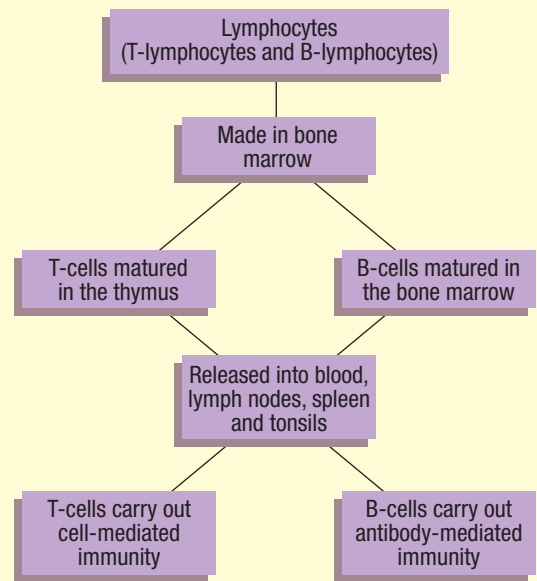 Lymphocytes
(T-lymphocytes and B-lymphocytes)
Made in bone
marrow
T-cells matured
in the thymus
B-cells matured in
the bone marrow
Released into blood,
lymph nodes, spleen
and tonsils
T-cells carry out
cell-mediated
immunity
B-cells carry out
antibody-mediated
immunity